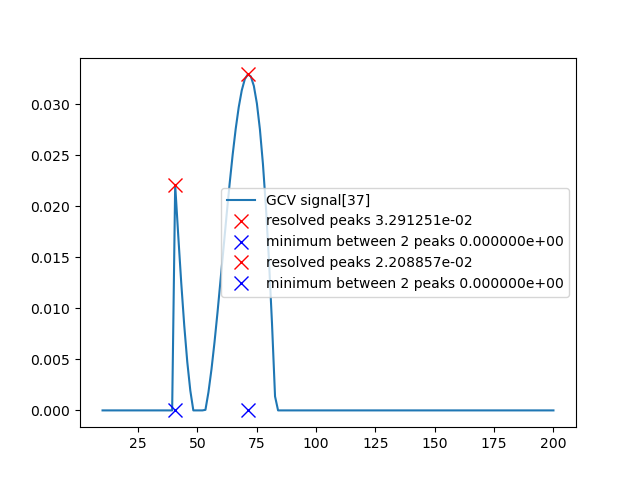 0.030
0.025
0.020
0.015
0.010
0.005
0.000
GCV signal[37]
resolved peaks 3.291251e-02
minimum between 2 peaks 0.000000e+00
resolved peaks 2.208857e-02
minimum between 2 peaks 0.000000e+00
25 50 75 100 125 150 175 200